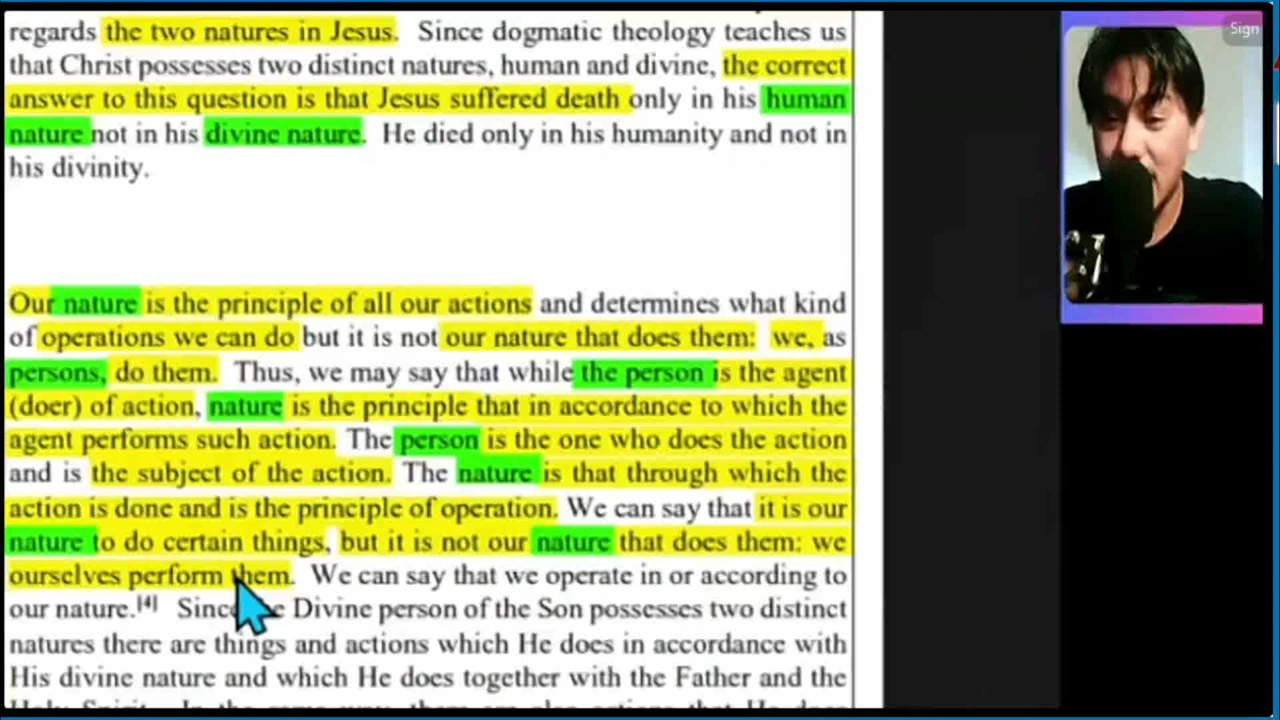 regards the two natures in Jesus. Since dogmatic theology teaches us
that Christ possesses two distinct natures, human and divine, the correct
answer to this question is that Jesus suffered death only in his human
nature not in his divine nature. He died only in his humanity and not in
his divinity.
Our nature is the principle of all our actions and determines what kind
of operations we can do but it is not our nature that does them: we, as
persons, do them. Thus, we may say that while the person is the agent
(doer) of action, nature is the principle that in accordance to which the
agent performs such action. The person is the one who does the action
and is the subject of the action. The nature is that through which the
action is done and is the principle of operation. We can say that it is our
nature to do certain things, but it is not our nature that does them: we
ourselves perform them. We can say that we operate in or according to
our nature.[4] Divine person of the Son possesses two distinct
natures there are things and actions which He does in accordance with
His divine nature and which He does together with the Father and the
Sign